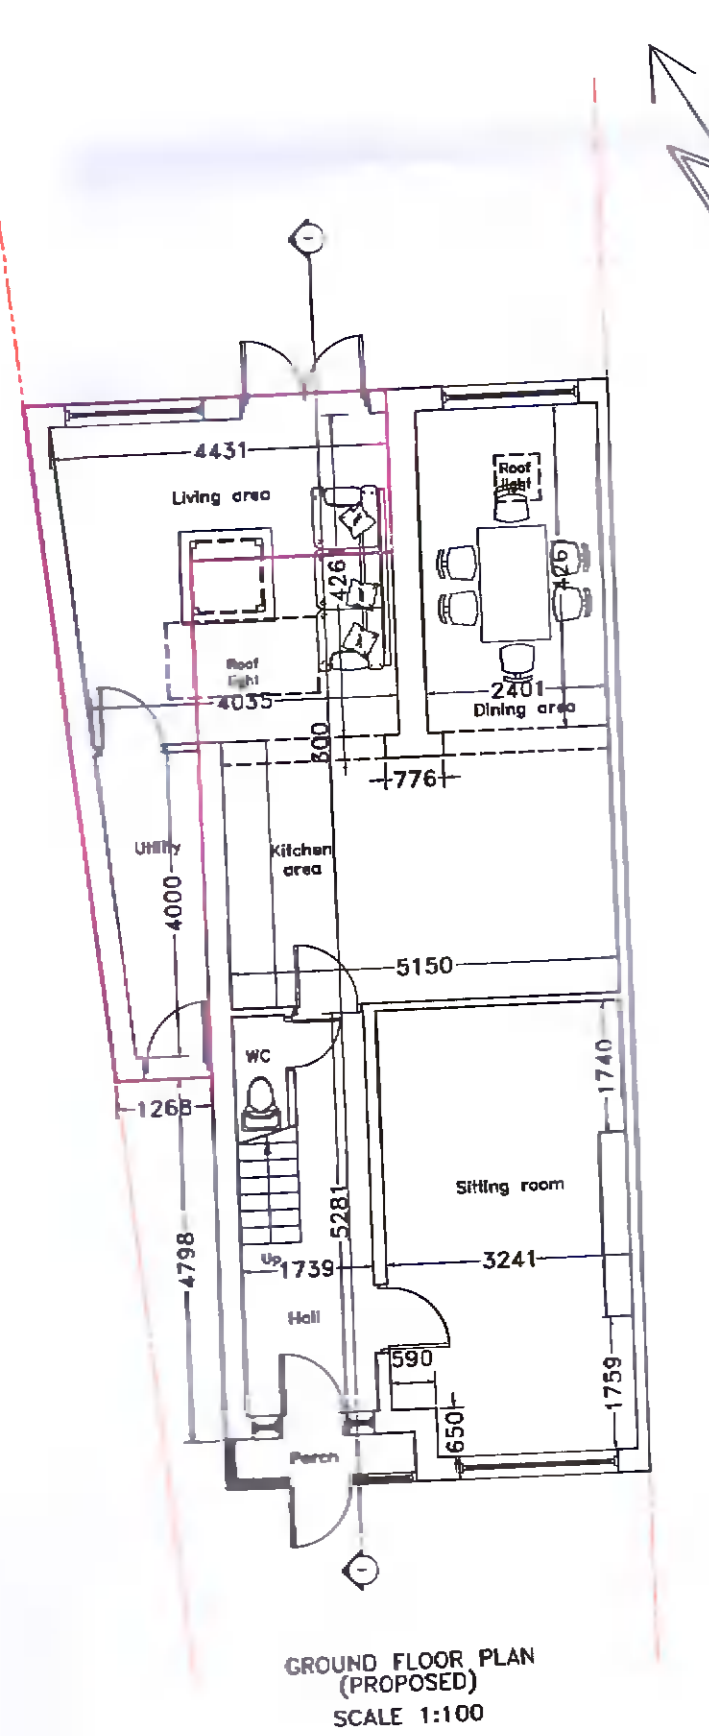 4431
Living area
Roof
light
426
426
Roof
light
4035
2401
Dining area
300
776
Utility
Kitchen
area
4000
5150
WC
1268
1740
Sitting room
5281
4798
Up
1739
3241
Hall
590
1759
650
Porch
GROUND FLOOR PLAN
(PROPOSED)
SCALE 1:100